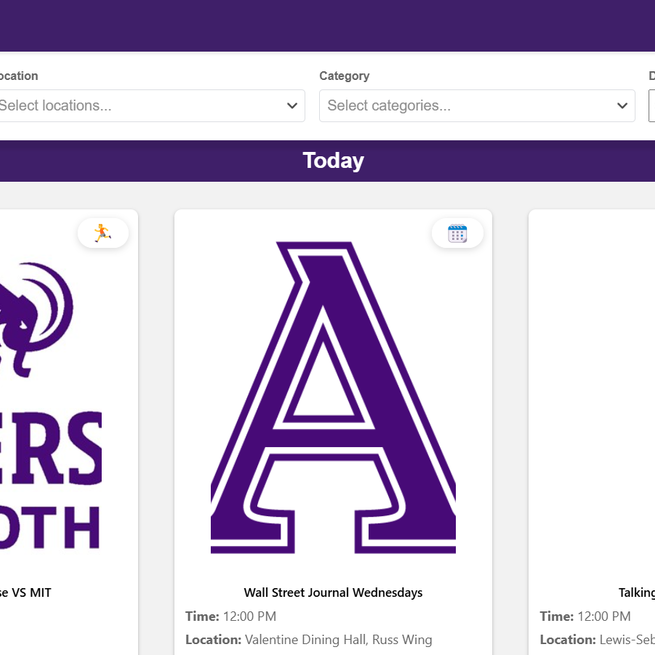 ocation
Category
D
Select locations...
Select categories...
Today
A
ERS
OTH
se VS MIT
Wall Street Journal Wednesdays
Talking
Time: 12:00 PM
Time: 12:00 PM
Location: Valentine Dining Hall, Russ Wing
Location: Lewis-Seb